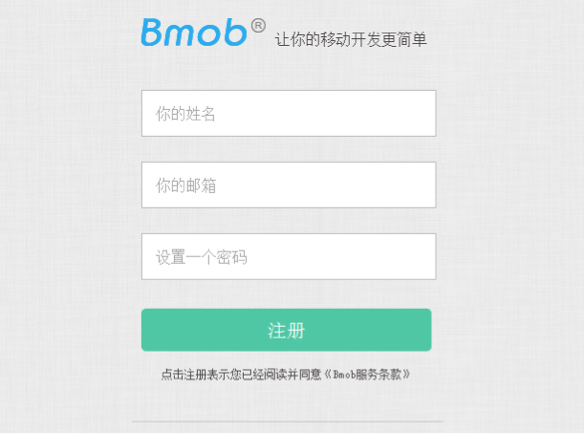 Bmob® 让你的移动开发更简单
你的姓名
你的邮箱
设置一个密码
注册
点击注册表示您已经阅读并同意《Bmob服务条款》